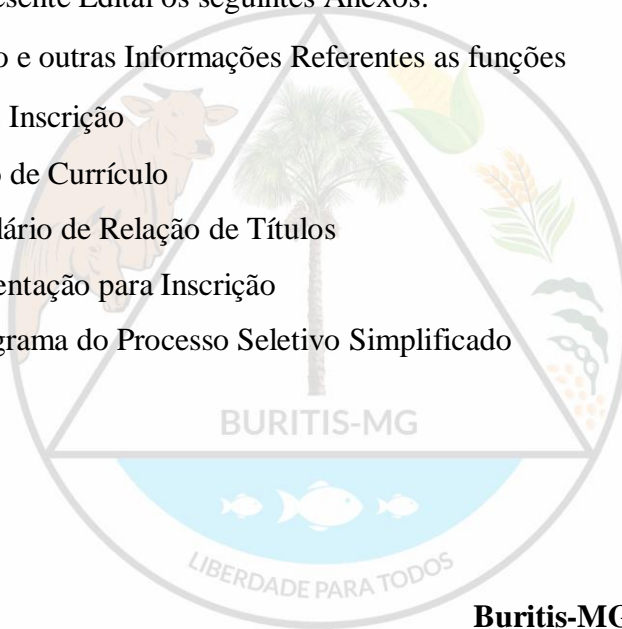 esente Edital os seguintes Anexos:
o e outras Informações Referentes as funções
Inscrição
o de Currículo
lário de Relação de Títulos
entação para Inscrição
grama do Processo Seletivo Simplificado
BURITIS-MG
LIBERDADE PARA TODOS
Buritis-MG